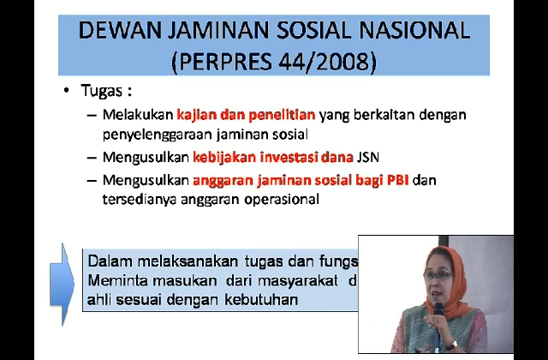 DEWAN JAMINAN SOSIAL NASIONAL
(PERPRES 44/2008)
• Tugas :
– Melakukan kajian dan penelitian yang berkaitan dengan
penyelenggaraan jaminan sosial
– Mengusulkan kebijakan investasi dana JSN
– Mengusulkan anggaran jaminan sosial bagi PBI dan
tersedianya anggaran operasional
Dalam melaksanakan tugas dan fungs
Meminta masukan dari masyarakat d
ahli sesuai dengan kebutuhan